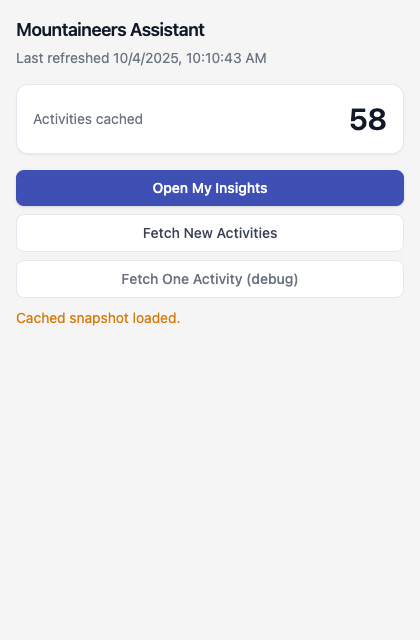 Mountaineers Assistant
Last refreshed 10/4/2025, 10:10:43 AM
Activities cached 58
Open My Insights
Fetch New Activities
Fetch One Activity (debug)
Cached snapshot loaded.